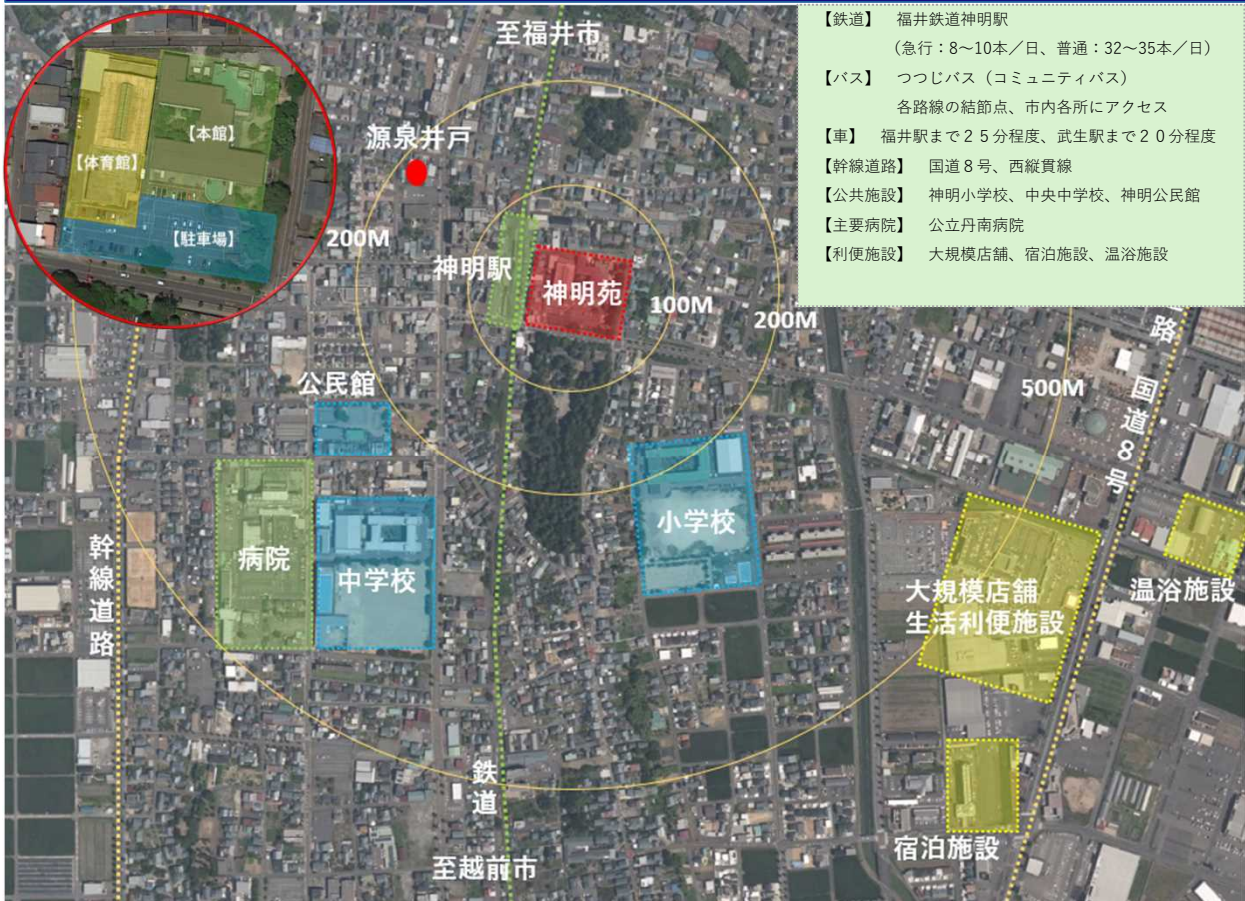 【鉄道】 福井鉄道神明駅
(急行：8～10本／日、普通：32～35本／日)
【バス】 つつじバス（コミュニティバス）
各路線の結節点、市内各所にアクセス
【車】 福井駅まで２５分程度、武生駅まで２０分程度
【幹線道路】 国道８号、西縦貫線
【公共施設】 神明小学校、中央中学校、神明公民館
【主要病院】 公立丹南病院
【利便施設】 大規模店舗、宿泊施設、温浴施設
至福井市
【本館】
【体育館】
【駐車場】
源泉井戸
200M
神明駅
神明苑
100M
200M
路
500M
国道８号
公民館
小学校
病院
中学校
幹線道路
大規模店舗
生活利便施設
温浴施設
鉄道
宿泊施設
至越前市